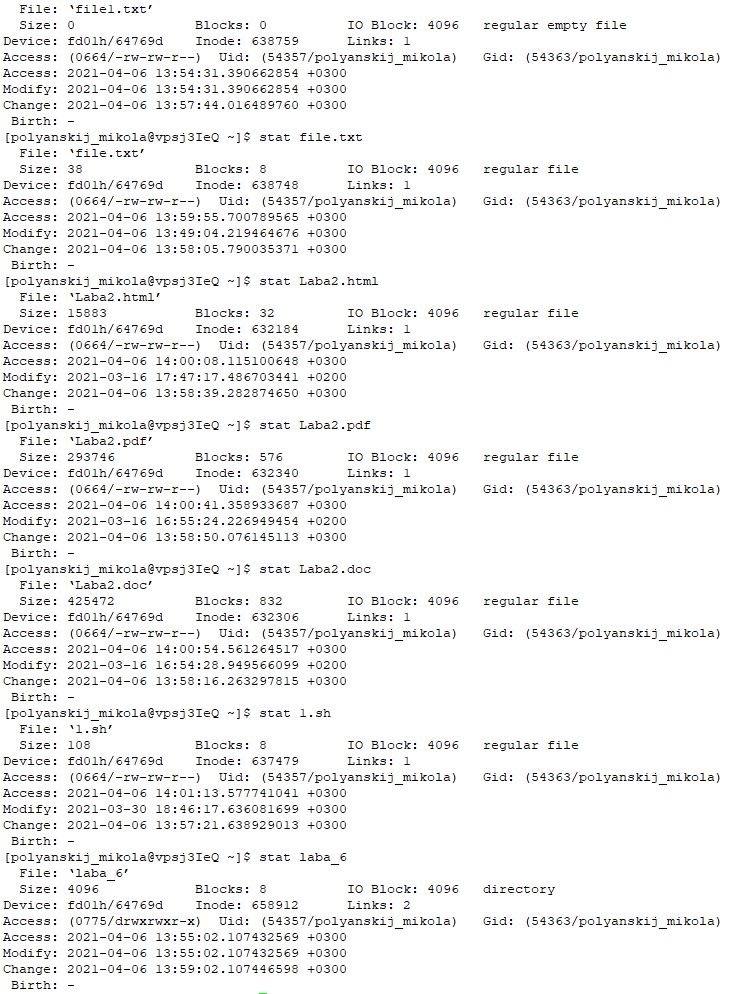 File: ‘file1.txt’
Size: 0 Blocks: 0 IO Block: 4096 regular empty file
Device: fd01h/64769d Inode: 638759 Links: 1
Access: (0664/-rw-rw-r--) Uid: (54357/polyanskij_mikola) Gid: (54363/polyanskij_mikola)
Access: 2021-04-06 13:54:31.390662854 +0300
Modify: 2021-04-06 13:54:31.390662854 +0300
Change: 2021-04-06 13:57:44.016489760 +0300
Birth: -
[polyanskij_mikola@vpsj3IeQ ~]$ stat file.txt
File: ‘file.txt’
Size: 38 Blocks: 8 IO Block: 4096 regular file
Device: fd01h/64769d Inode: 638748 Links: 1
Access: (0664/-rw-rw-r--) Uid: (54357/polyanskij_mikola) Gid: (54363/polyanskij_mikola)
Access: 2021-04-06 13:59:55.700789565 +0300
Modify: 2021-04-06 13:49:04.219464676 +0300
Change: 2021-04-06 13:58:05.790035371 +0300
Birth: -
[polyanskij_mikola@vpsj3IeQ ~]$ stat Laba2.html
File: ‘Laba2.html’
Size: 15883 Blocks: 32 IO Block: 4096 regular file
Device: fd01h/64769d Inode: 632184 Links: 1
Access: (0664/-rw-rw-r--) Uid: (54357/polyanskij_mikola) Gid: (54363/polyanskij_mikola)
Access: 2021-04-06 14:00:08.115100648 +0300
Modify: 2021-03-16 17:47:17.486703441 +0200
Change: 2021-04-06 13:58:39.282874650 +0300
Birth: -
[polyanskij_mikola@vpsj3IeQ ~]$ stat Laba2.pdf
File: ‘Laba2.pdf’
Size: 293746 Blocks: 576 IO Block: 4096 regular file
Device: fd01h/64769d Inode: 632340 Links: 1
Access: (0664/-rw-rw-r--) Uid: (54357/polyanskij_mikola) Gid: (54363/polyanskij_mikola)
Access: 2021-04-06 14:00:41.358933687 +0300
Modify: 2021-03-16 16:55:24.226949454 +0200
Change: 2021-04-06 13:58:50.076145113 +0300
Birth: -
[polyanskij_mikola@vpsj3IeQ ~]$ stat Laba2.doc
File: ‘Laba2.doc’
Size: 425472 Blocks: 832 IO Block: 4096 regular file
Device: fd01h/64769d Inode: 632306 Links: 1
Access: (0664/-rw-rw-r--) Uid: (54357/polyanskij_mikola) Gid: (54363/polyanskij_mikola)
Access: 2021-04-06 14:00:54.561264517 +0300
Modify: 2021-03-16 16:54:28.949566099 +0200
Change: 2021-04-06 13:58:16.263297815 +0300
Birth: -
[polyanskij_mikola@vpsj3IeQ ~]$ stat 1.sh
File: ‘1.sh’
Size: 108 Blocks: 8 IO Block: 4096 regular file
Device: fd01h/64769d Inode: 637479 Links: 1
Access: (0664/-rw-rw-r--) Uid: (54357/polyanskij_mikola) Gid: (54363/polyanskij_mikola)
Access: 2021-04-06 14:01:13.577741041 +0300
Modify: 2021-03-30 18:46:17.636081699 +0300
Change: 2021-04-06 13:57:21.638929013 +0300
Birth: -
[polyanskij_mikola@vpsj3IeQ ~]$ stat laba_6
File: ‘laba_6’
Size: 4096 Blocks: 8 IO Block: 4096 directory
Device: fd01h/64769d Inode: 658912 Links: 2
Access: (0775/drwxrwxr-x) Uid: (54357/polyanskij_mikola) Gid: (54363/polyanskij_mikola)
Access: 2021-04-06 13:55:02.107432569 +0300
Modify: 2021-04-06 13:55:02.107432569 +0300
Change: 2021-04-06 13:59:02.107446598 +0300
Birth: -